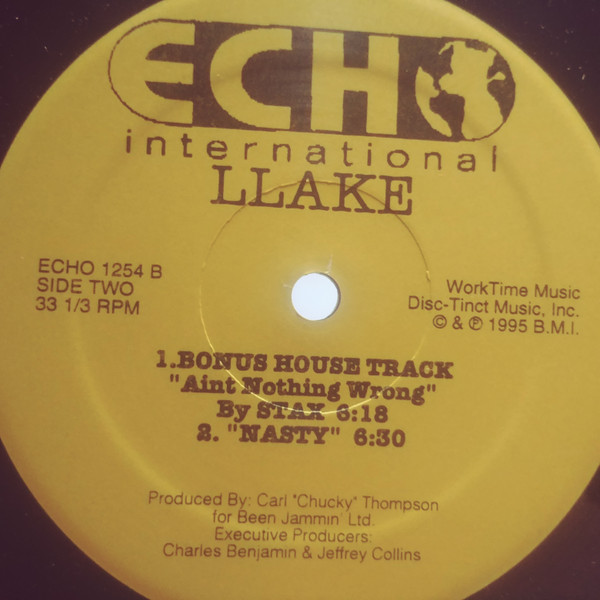 ECHO
international
LLAKE
ECHO 1254 B
SIDE TWO
33 1/3 RPM
WorkTime Music
Disc-Tinct Music, Inc.
© & ℗ 1995 B.M.I.
1.BONUS HOUSE TRACK
"Aint Nothing Wrong"
By STAX 6:18
2. "NASTY" 6:30
Produced By: Carl "Chucky" Thompson
for Been Jammin' Ltd.
Executive Producers:
Charles Benjamin & Jeffrey Collins